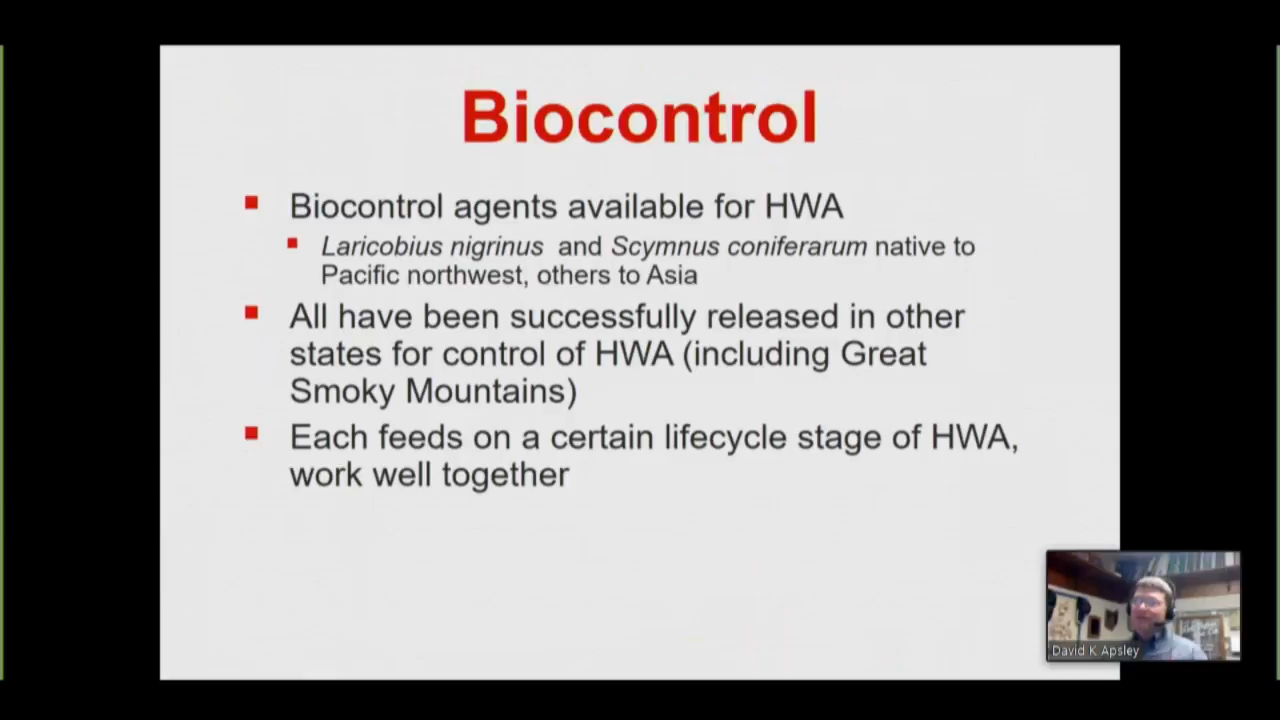 Biocontrol
Biocontrol agents available for HWA
Laricobius nigrinus and Scymnus coniferarum native to
Pacific northwest, others to Asia
All have been successfully released in other
states for control of HWA (including Great
Smoky Mountains)
Each feeds on a certain lifecycle stage of HWA,
work well together
David K Apsley